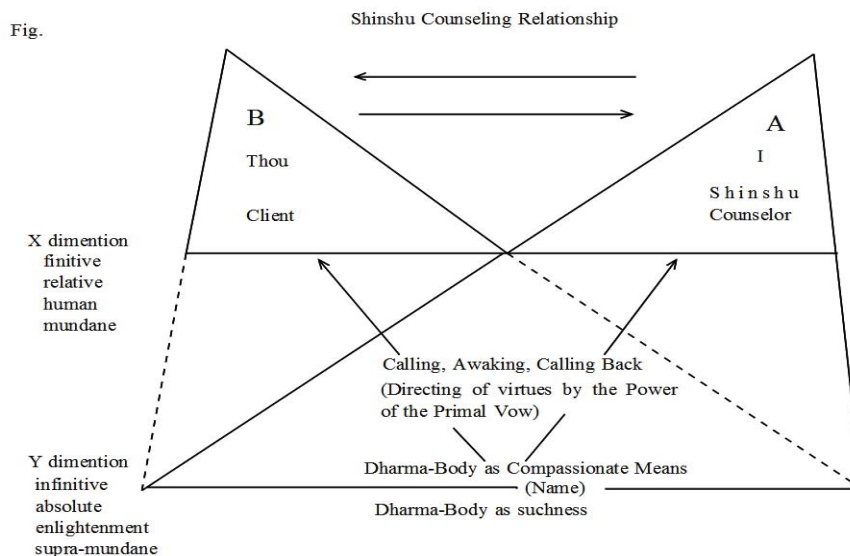 Shinshu Counseling Relationship
Fig.
B
Thou
Client
A
I
Shinshu
Counselor
X dimention
finitive
relative
human
mundane
Calling, Awaking, Calling Back
(Directing of virtues by the Power
of the Primal Vow)
Y dimention
infinitive
absolute
enlightenment
supra-mundane
Dharma-Body as Compassionate Means
(Name)
Dharma-Body as suchness